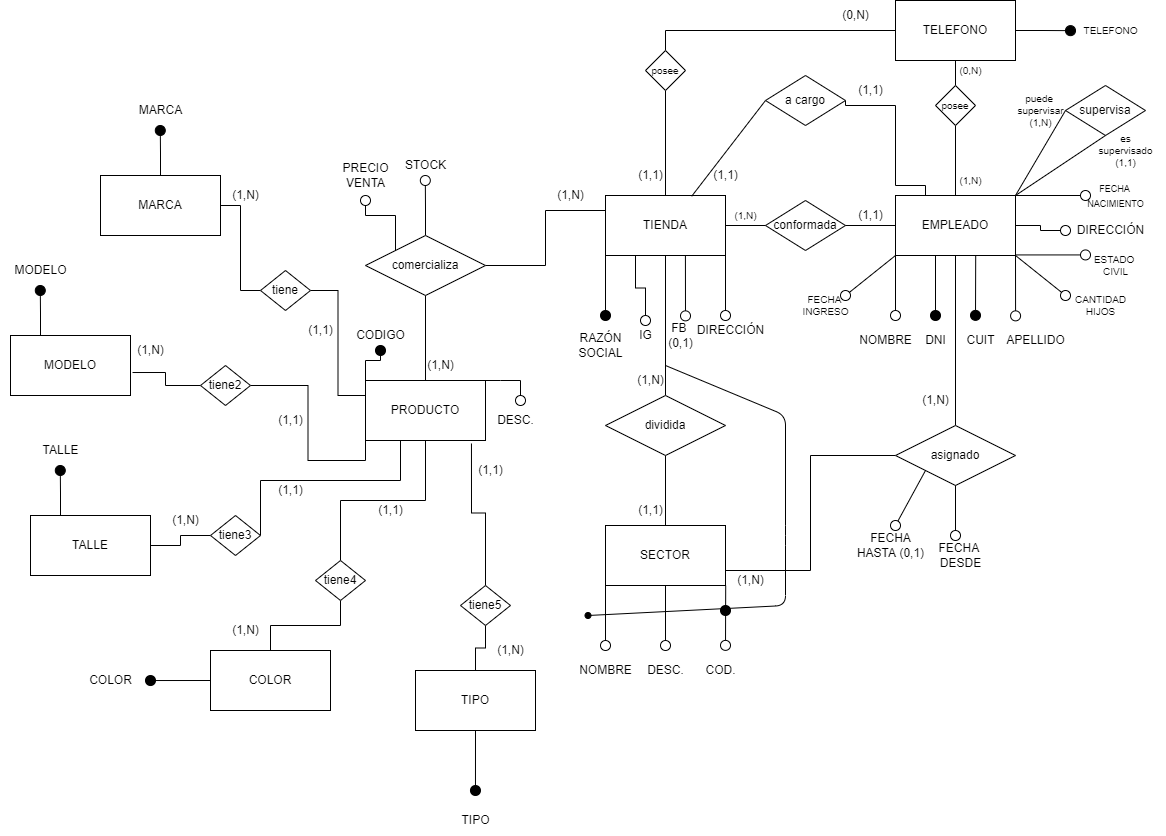 (0,N)
TELEFONO
TELEFONO
posee
(0,N)
a cargo
(1,1)
posee
puede
supervisar
(1,N)
supervisa
es
supervisado
(1,1)
MARCA
MARCA
(1,N)
PRECIO
VENTA
STOCK
(1,N)
(1,1)
(1,1)
(1,N)
FECHA
NACIMIENTO
TIENDA
(1,N)
conformada
(1,1)
EMPLEADO
DIRECCIÓN
comercializa
ESTADO
CIVIL
MODELO
tiene
(1,1)
CODIGO
FECHA
INGRESO
CANTIDAD
HIJOS
RAZÓN
SOCIAL
IG
FB
(0,1)
DIRECCIÓN
NOMBRE
DNI
CUIT
APELLIDO
MODELO
(1,N)
tiene2
(1,N)
(1,N)
(1,1)
PRODUCTO
DESC.
dividida
(1,N)
TALLE
(1,1)
asignado
(1,1)
(1,1)
(1,1)
(1,N)
tiene3
TALLE
SECTOR
FECHA
HASTA (0,1)
FECHA
DESDE
tiene4
(1,N)
tiene5
(1,N)
(1,N)
NOMBRE
DESC.
COD.
COLOR
COLOR
TIPO
TIPO